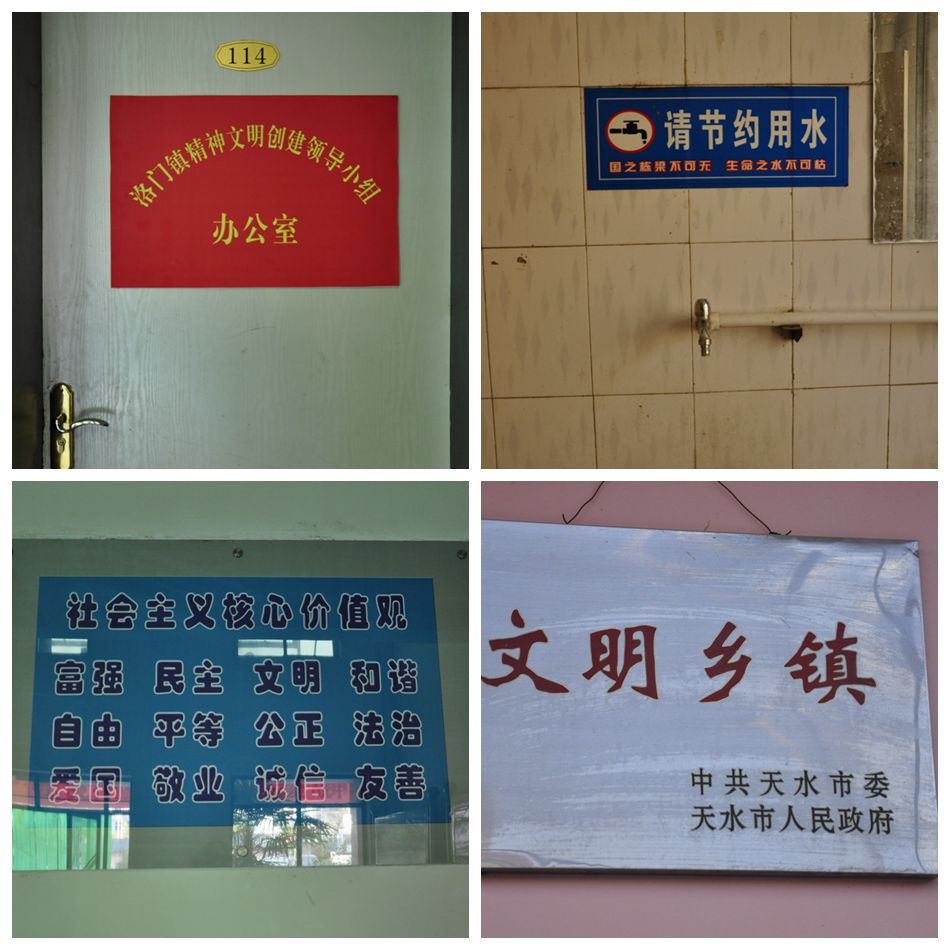 114
洛门镇精神文明创建领导小组
办公室
请节约用水
国之栋梁不可无 生命之水不可枯
社会主义核心价值观
富强 民主 文明 和谐
自由 平等 公正 法治
爱国 敬业 诚信 友善
文明乡镇
中共天水市委
天水市人民政府